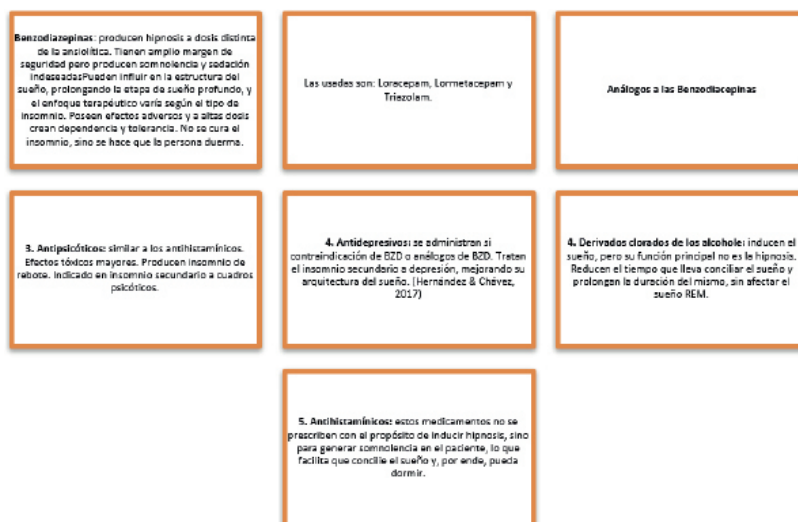 Benzodiazepinas: producen hipnosis a dosis distinta
de la ansiolítica. Tienen amplio margen de
seguridad pero producen somnolencia y sedación
indeseadasPueden influir en la estructura del
sueño, prolongando la etapa de sueño profundo, y
el enfoque terapéutico varía según el tipo de
insomnio. Poseen efectos adversos y a altas dosis
crean dependencia y tolerancia. No se cura el
insomnio, sino se hace que la persona duerma.
Las usadas son: Loracepam, Lormetacepam y
Triazolam.
Análogos a las Benzodiacepinas
3. Antipsicóticos: similar a los antihistamínicos.
Efectos tóxicos mayores. Producen insomnio de
rebote. Indicado en insomnio secundario a cuadros
psicóticos.
4. Antidepresivos: se administran si
contraindicación de BZD o análogos de BZD. Tratan
el insomnio secundario a depresión, mejorando su
arquitectura del sueño. (Hernández & Chávez,
2017)
4. Derivados clorados de los alcohole: inducen el
sueño, pero su función principal no es la hipnosis.
Reducen el tiempo que lleva conciliar el sueño y
prolongan la duración del mismo, sin afectar el
sueño REM.
5. Antihistamínicos: estos medicamentos no se
prescriben con el propósito de inducir hipnosis, sino
para generar somnolencia en el paciente, lo que
facilita que concilie el sueño y, por ende, pueda
dormir.